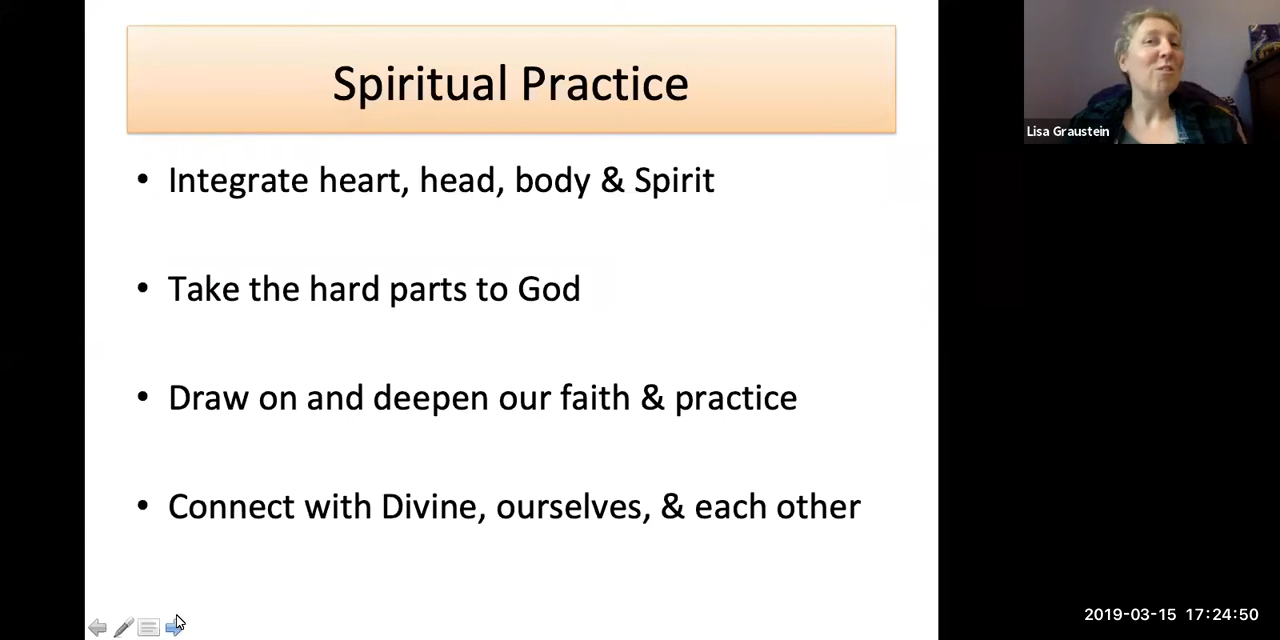 Spiritual Practice
Lisa Graustein
• Integrate heart, head, body & Spirit
• Take the hard parts to God
• Draw on and deepen our faith & practice
• Connect with Divine, ourselves, & each other
2019-03-15 17:24:50